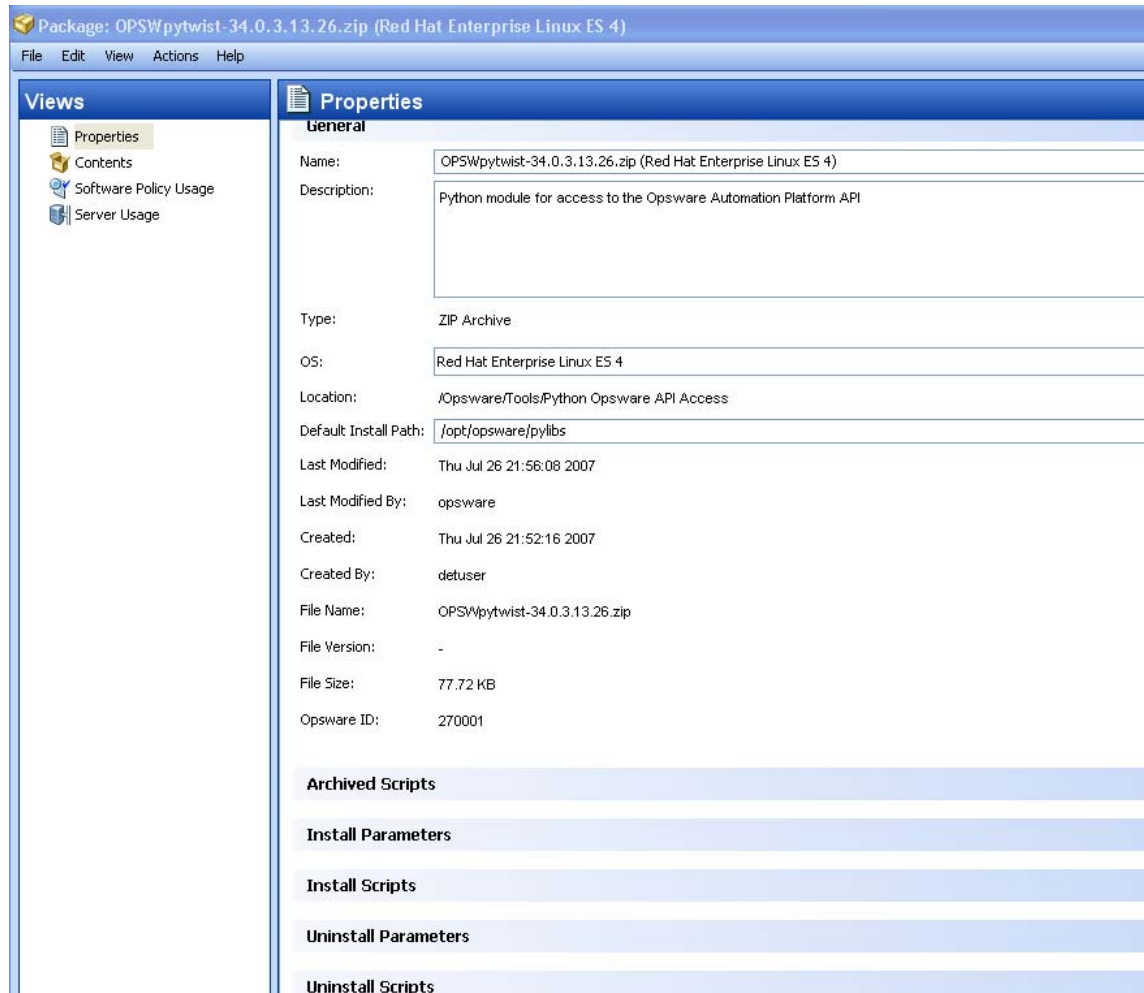 Package: OPSWpytwist-34.0.3.13.26.zip (Red Hat Enterprise Linux ES 4)
File Edit View Actions Help
Views
Properties
Contents
Software Policy Usage
Server Usage
Properties
General
Name: OPSWpytwist-34.0.3.13.26.zip (Red Hat Enterprise Linux ES 4)
Description: Python module for access to the Opsware Automation Platform API
Type: ZIP Archive
OS: Red Hat Enterprise Linux ES 4
Location: /Opsware/Tools/Python Opsware API Access
Default Install Path: /opt/opsware/pylibs
Last Modified: Thu Jul 26 21:56:08 2007
Last Modified By: opsware
Created: Thu Jul 26 21:52:16 2007
Created By: detuser
File Name: OPSWpytwist-34.0.3.13.26.zip
File Version: -
File Size: 77.72 KB
Opsware ID: 270001
Archived Scripts
Install Parameters
Install Scripts
Uninstall Parameters
Uninstall Scripts